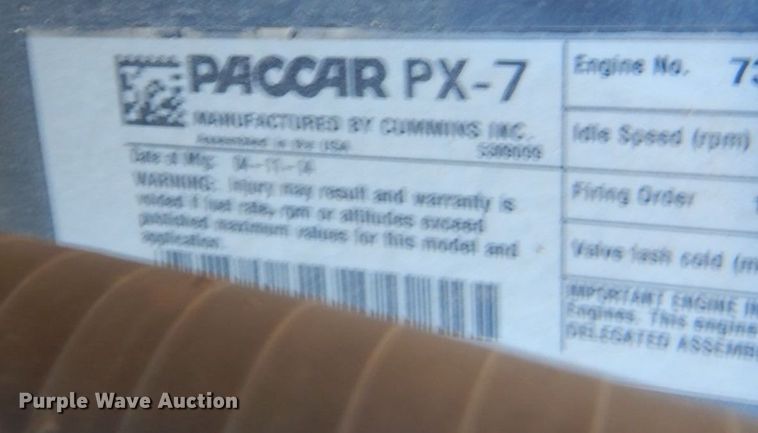 PACCAR PX-7
MANUFACTURED BY CUMMINS INC.
Assembled in the USA
Date of Mfg:
WARNING: Injury may result and warranty is
voided if fuel rate, rpm or altitudes exceed
published maximum values for this model and
application.
Engine No. 73
Idle Speed (rpm)
Firing Order
Valve lash cold (m
IMPORTANT ENGINE IN
Engines. This engine
DELEGATED ASSEMB
Purple Wave Auction